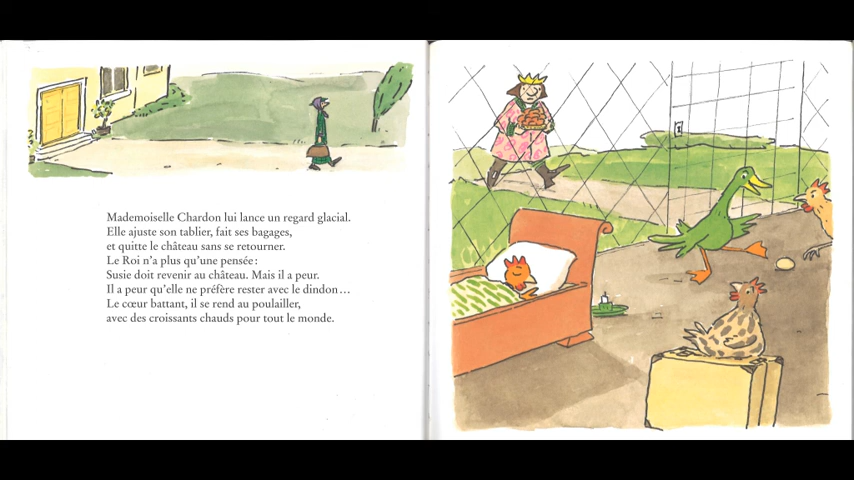 Mademoiselle Chardon lui lance un regard glacial.
Elle ajuste son tablier, fait ses bagages,
et quitte le château sans se retourner.
Le Roi n'a plus qu'une pensée :
Susie doit revenir au château. Mais il a peur.
Il a peur qu'elle ne préfère rester avec le dindon…
Le cœur battant, il se rend au poulailler,
avec des croissants chauds pour tout le monde.